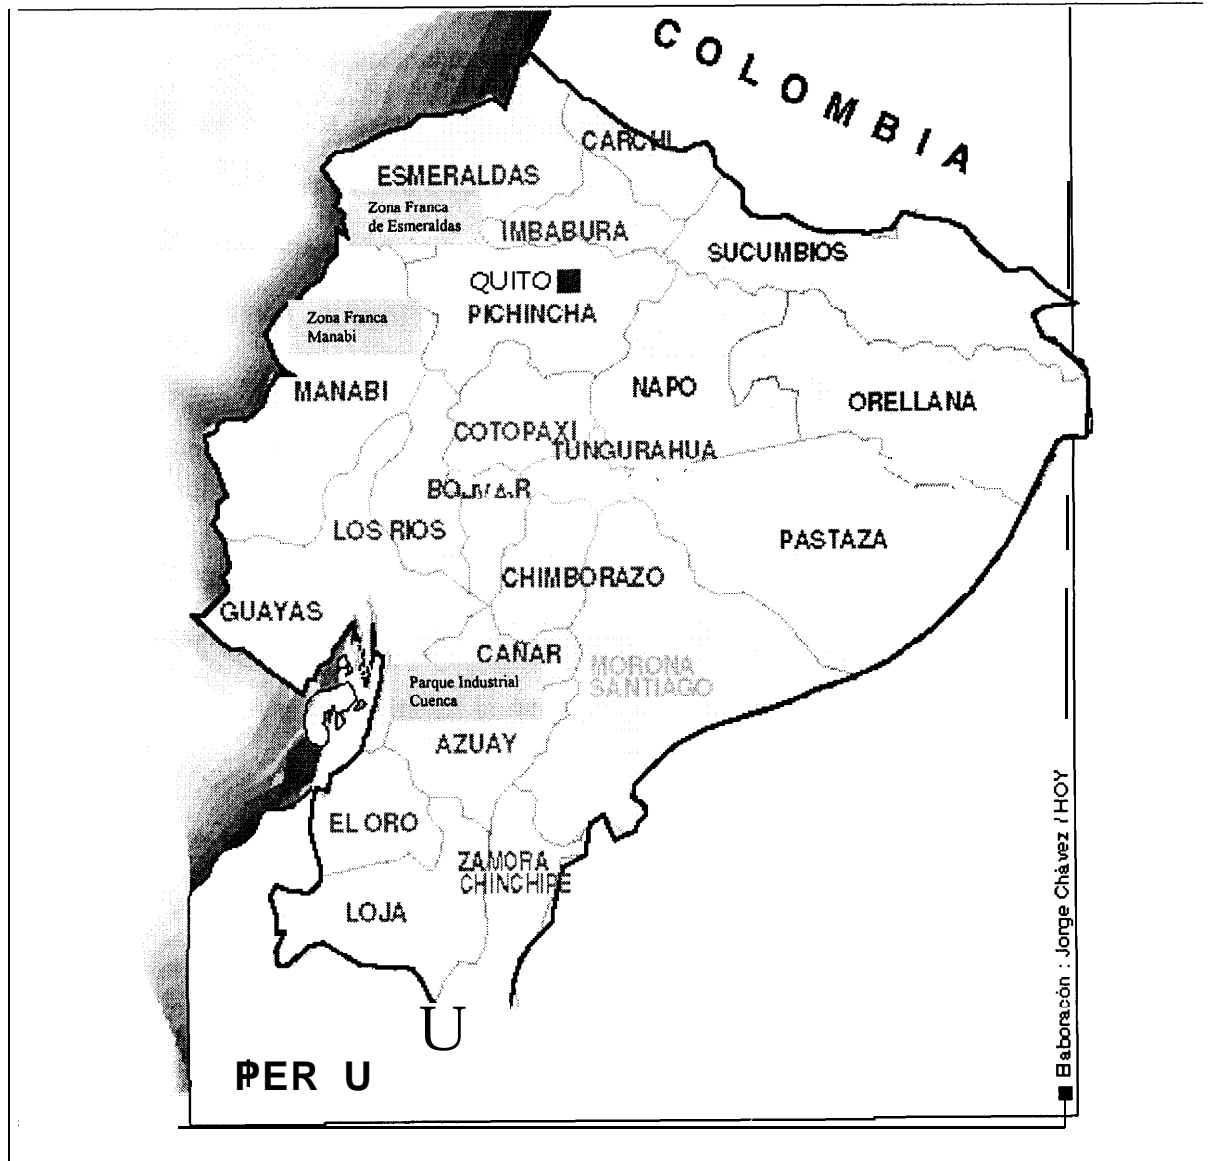 COLOMBIA
CARCHI
ESMERALDAS
Zona Franca
de Esmeraldas
IMBABURA
SUCUMBIOS
QUITO
PICHINCHA
Zona Franca
Manabi
MANABI
NAPO
ORELLANA
COTOPAXI
TUNGURAHUA
BOLIVAR
LOS RIOS
PASTAZA
CHIMBORAZO
GUAYAS
CAÑAR
MORONA
SANTIAGO
Parque Industrial
Cuenca
AZUAY
EL ORO
ZAMORA
CHINCHIPE
LOJA
U
PER U
Baboracón : Jorge Chávez / HOY